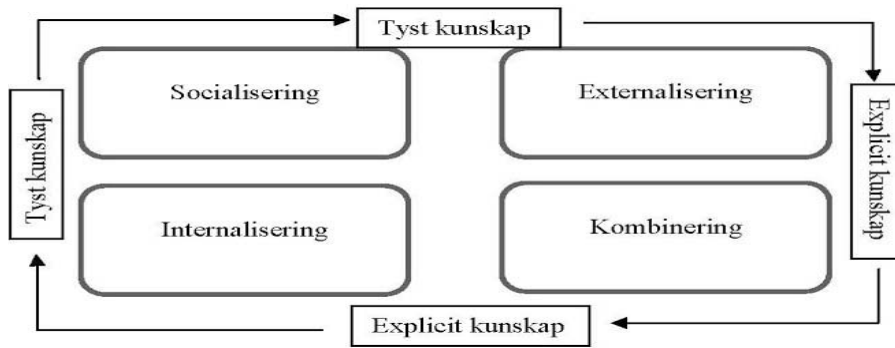 Tyst kunskap
Socialisering
Externalisering
Tyst kunskap
Explicit kunskap
Internalisering
Kombinering
Explicit kunskap